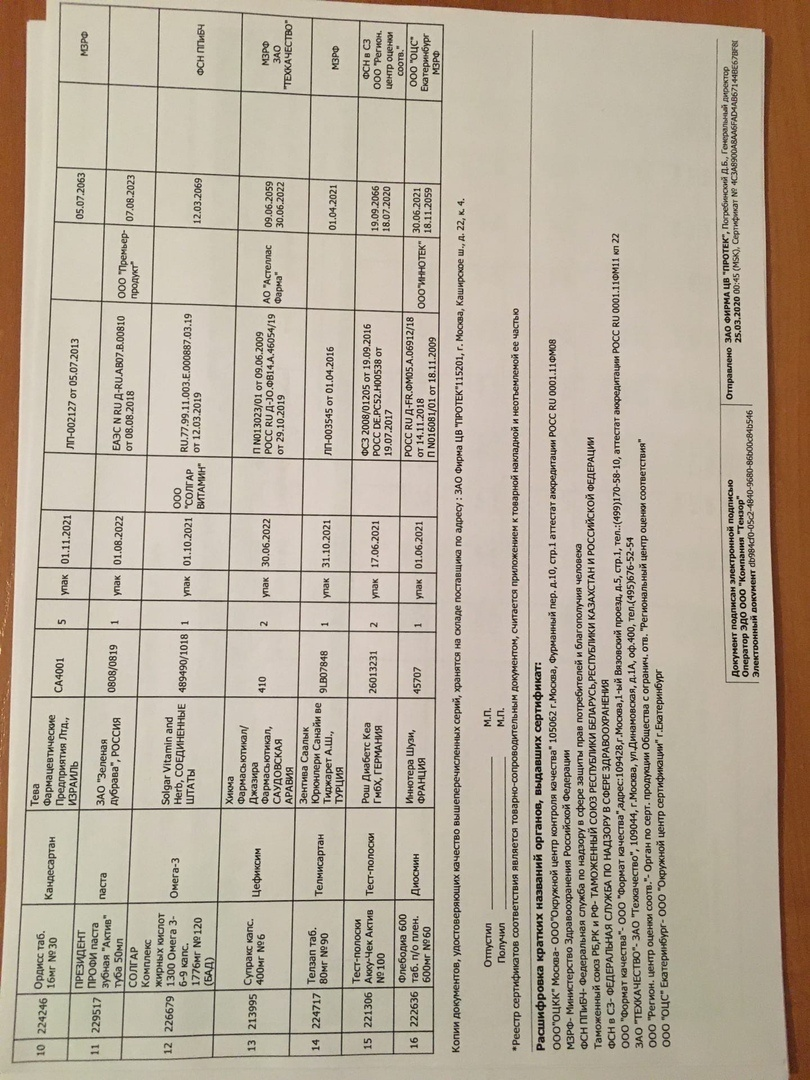 10 224246 Ордисс таб. 16мг №30 Кандесартан Тева Фармацевтические Предприятия Лтд., ИЗРАИЛЬ CA4001 5 упак 01.11.2021 ЛП-002127 от 05.07.2013 05.07.2063 МЗРФ
11 229517 ПРЕЗИДЕНТ ПРОФИ паста зубная "Актив" туба 50мл паста ЗАО "Зеленая дубрава", РОССИЯ 0808/0819 1 упак 01.08.2022 ЕАЭС N RU Д-RU.АВ07.В.00810 от 08.08.2018 ООО "Премьер-продукт" 07.08.2023
12 226679 СОЛГАР Комплекс жирных кислот 1300 Омега 3-6-9 капс. 1776мг №120 (БАД) Омега-3 Solgar Vitamin and Herb, СОЕДИНЕННЫЕ ШТАТЫ 489490/1018 1 упак 01.10.2021 ООО "СОЛГАР ВИТАМИН" RU.77.99.11.003.Е.000887.03.19 от 12.03.2019 12.03.2069 ФСН ППиБЧ
13 213995 Супракс капс. 400мг №6 Цефиксим Хикма Фармасьютикал/ Джазира Фармасьютикал, САУДОВСКАЯ АРАВИЯ 410 2 упак 30.06.2022 П N013023/01 от 09.06.2009 РОСС RU Д-JO.ФВ14.А.46054/19 от 29.10.2019 АО "Астеллас Фарма" 09.06.2059 30.06.2022 МЗРФ ЗАО "ТЕХКАЧЕСТВО"
14 224717 Телзап таб. 80мг №90 Телмисартан Зентива Саалык Юрюнлери Санайи ве Тиджарет А.Ш., ТУРЦИЯ 9LB07848 1 упак 31.10.2021 ЛП-003545 от 01.04.2016 01.04.2021 МЗРФ
15 221306 Тест-полоски Акку-Чек Актив №100 Тест-полоски Рош Диабетс Кеа ГмбХ, ГЕРМАНИЯ 26013231 2 упак 17.06.2021 ФСЗ 2008/01205 от 19.09.2016 РОСС DE.РС52.Н00538 от 19.07.2017 19.09.2066 18.07.2020 ФСН в СЗ ООО "Регион. центр оценки соотв."
16 222636 Флебодиа 600 таб. п/о плен. 600мг №60 Диосмин Иннотера Шузи, ФРАНЦИЯ 45707 1 упак 01.06.2021 РОСС RU Д-FR.ФМ05.А.06912/18 от 14.11.2018 П N016081/01 от 18.11.2009 ООО"ИННОТЕК" 30.06.2021 18.11.2059 ООО "ОЦС" Екатеринбург МЗРФ
Копии документов, удостоверяющих качество вышеперечисленных серий, хранятся на складе поставщика по адресу : ЗАО Фирма ЦВ "ПРОТЕК"115201, г. Москва, Каширское ш., д. 22, к. 4.
Отпустил М.П.
Получил М.П.
*Реестр сертификатов соответствия является товарно-сопроводительным документом, считается приложением к товарной накладной и неотъемлемой ее частью
Расшифровка кратких названий органов, выдавших сертификат:
ООО"ОЦКК" Москва- ООО"Окружной центр контроля качества" 105062 г.Москва, Фурманный пер. д.10, стр.1 аттестат аккредитации РОСС RU 0001.11ФМ08
МЗРФ- Министерство Здравоохранения Российской Федерации
ФСН ППиБЧ- Федеральная служба по надзору в сфере защиты прав потребителей и благополучия человека
Таможенный союз РБ,РК и РФ- ТАМОЖЕННЫЙ СОЮЗ РЕСПУБЛИКИ БЕЛАРУСЬ,РЕСПУБЛИКИ КАЗАХСТАН И РОССИЙСКОЙ ФЕДЕРАЦИИ
ФСН в СЗ- ФЕДЕРАЛЬНАЯ СЛУЖБА ПО НАДЗОРУ В СФЕРЕ ЗДРАВООХРАНЕНИЯ
ООО "Формат качества"- ООО "Формат качества",адрес:109428,г.Москва,1-ый Вязовский проезд, д.5, стр.1, тел.:(499)170-58-10, аттестат аккредитации РОСС RU 0001.11ФМ11 кп 22
ЗАО "ТЕХКАЧЕСТВО"- ЗАО "Техкачество", 109044, г.Москва, ул.Динамовская, д.1А, оф.400, тел.(495)676-52-54
ООО "Регион. центр оценки соотв."- Орган по серт. продукции Общества с огранич. отв. "Региональный центр оценки соответствия"
ООО "ОЦС" Екатеринбург- ООО "Окружной центр сертификации" г.Екатеринбург
Документ подписан электронной подписью
Оператор ЭДО ООО "Компания "Тензор"
Электронный документ db984cf0-05c2-4840-9680-86b00c84b546
Отправлено ЗАО ФИРМА ЦВ "ПРОТЕК", Погребинский Д.Б., Генеральный директор
25.03.2020 00:45 (MSK), Сертификат №